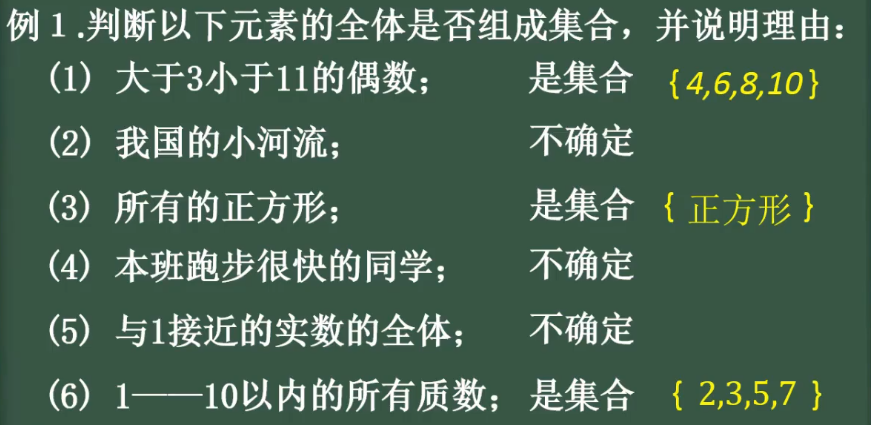 例１.判断以下元素的全体是否组成集合，并说明理由：
(1) 大于3小于11的偶数； 是集合 {4,6,8,10}
(2) 我国的小河流； 不确定
(3) 所有的正方形； 是集合 { 正方形 }
(4) 本班跑步很快的同学； 不确定
(5) 与1接近的实数的全体； 不确定
(6) 1——10以内的所有质数； 是集合 { 2,3,5,7 }